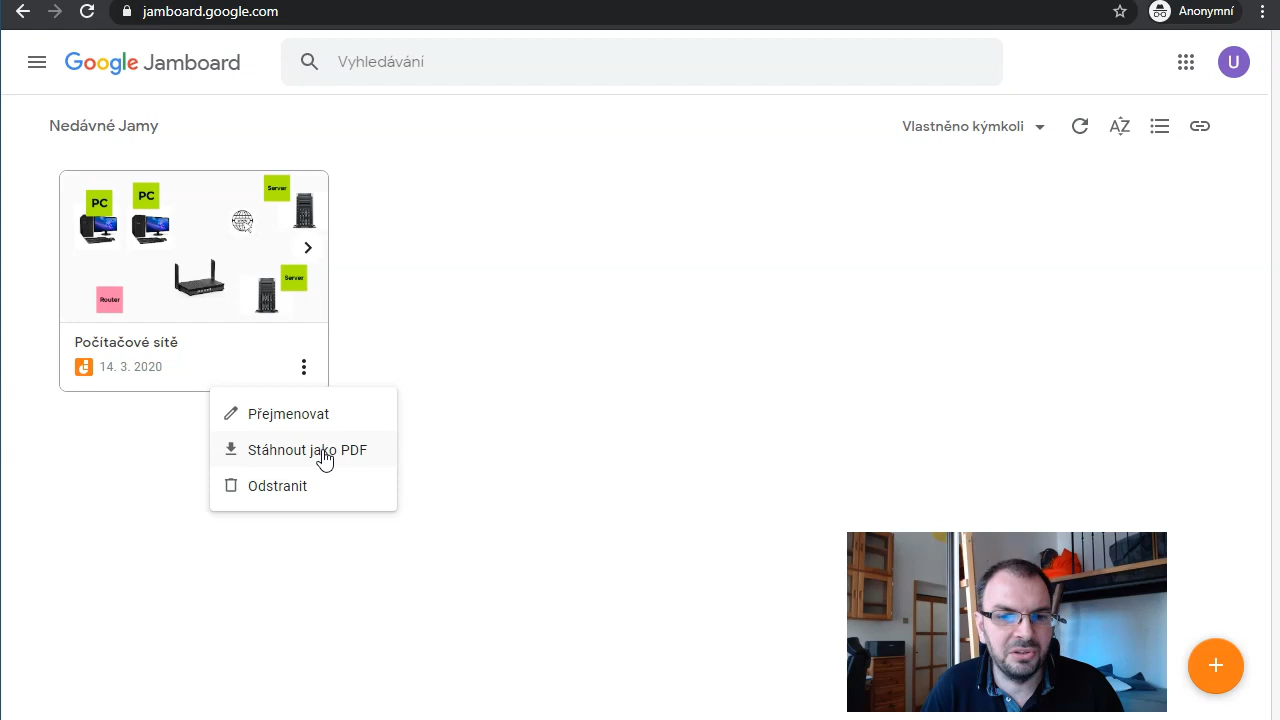 jamboard.google.com
Anonymní
Google Jamboard
Vyhledávání
U
Nedávné Jamy
Vlastněno kýmkoli
AZ
PC
PC
Server
Server
Router
Počítačové sítě
14. 3. 2020
Přejmenovat
Stáhnout jako PDF
Odstranit